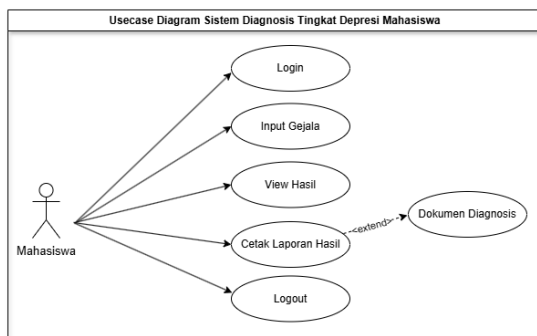 Usecase Diagram Sistem Diagnosis Tingkat Depresi Mahasiswa
Login
Input Gejala
View Hasil
Cetak Laporan Hasil
<extend>
Dokumen Diagnosis
Mahasiswa
Logout